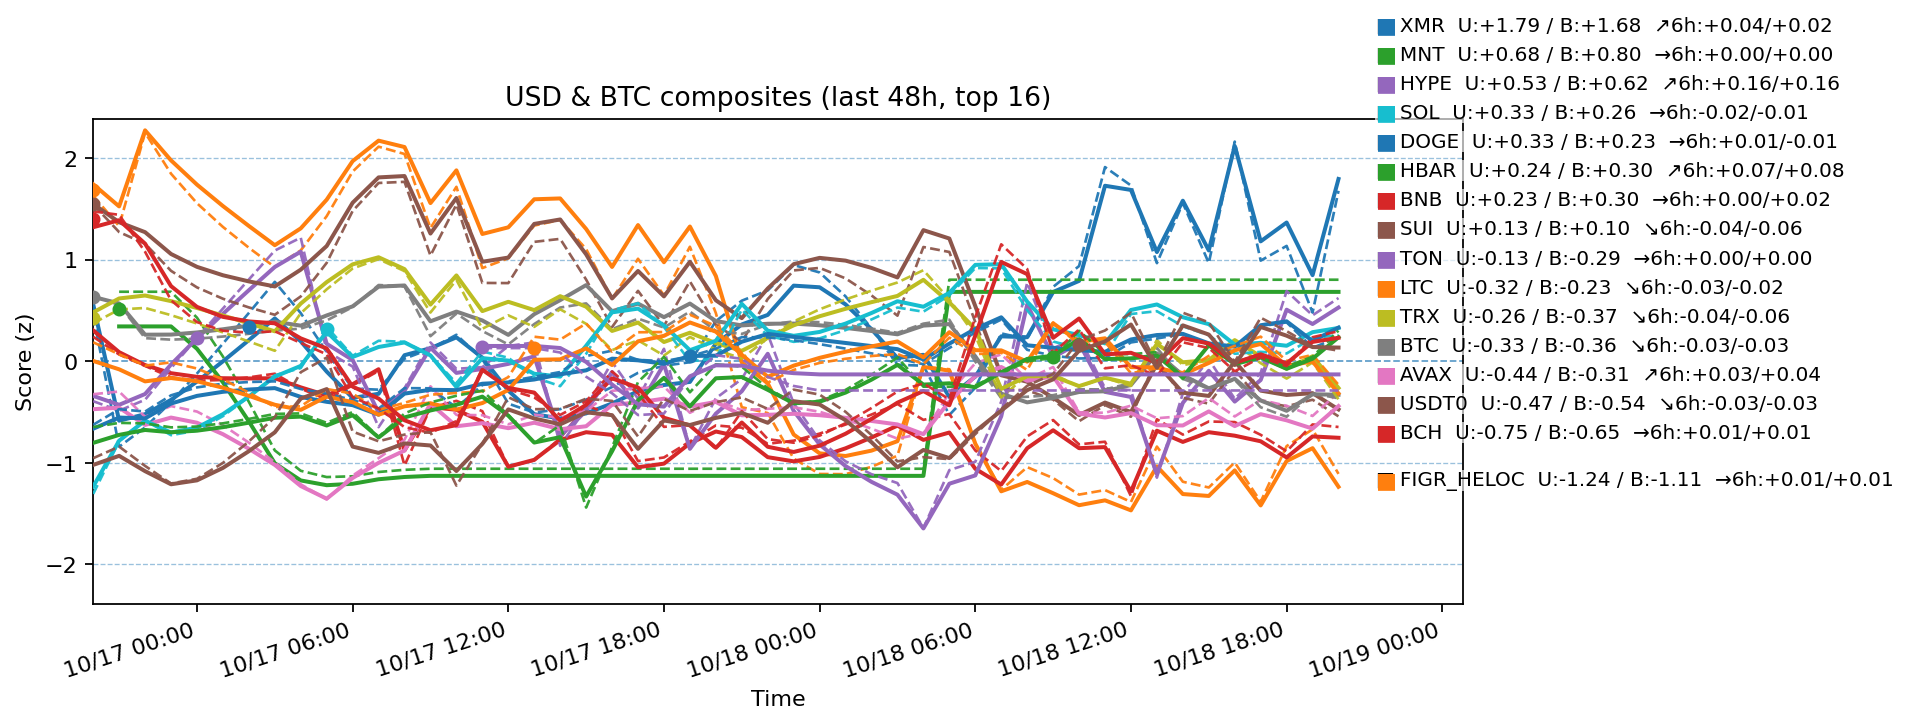 USD & BTC composites (last 48h, top 16)
XMR U:+1.79 / B:+1.68 ↗6h:+0.04/+0.02
MNT U:+0.68 / B:+0.80 →6h:+0.00/+0.00
HYPE U:+0.53 / B:+0.62 ↗6h:+0.16/+0.16
SOL U:+0.33 / B:+0.26 →6h:-0.02/-0.01
DOGE U:+0.33 / B:+0.23 →6h:+0.01/-0.01
HBAR U:+0.24 / B:+0.30 ↗6h:+0.07/+0.08
BNB U:+0.23 / B:+0.30 →6h:+0.00/+0.02
SUI U:+0.13 / B:+0.10 ↘6h:-0.04/-0.06
TON U:-0.13 / B:-0.29 →6h:+0.00/+0.00
LTC U:-0.32 / B:-0.23 ↘6h:-0.03/-0.02
TRX U:-0.26 / B:-0.37 ↘6h:-0.04/-0.06
BTC U:-0.33 / B:-0.36 ↘6h:-0.03/-0.03
AVAX U:-0.44 / B:-0.31 ↗6h:+0.03/+0.04
USDT0 U:-0.47 / B:-0.54 ↘6h:-0.03/-0.03
BCH U:-0.75 / B:-0.65 →6h:+0.01/+0.01
FIGR_HELOC U:-1.24 / B:-1.11 →6h:+0.01/+0.01
Score (z)
2
1
0
−1
−2
10/17 00:00
10/17 06:00
10/17 12:00
10/17 18:00
10/18 00:00
10/18 06:00
10/18 12:00
10/18 18:00
10/19 00:00
Time